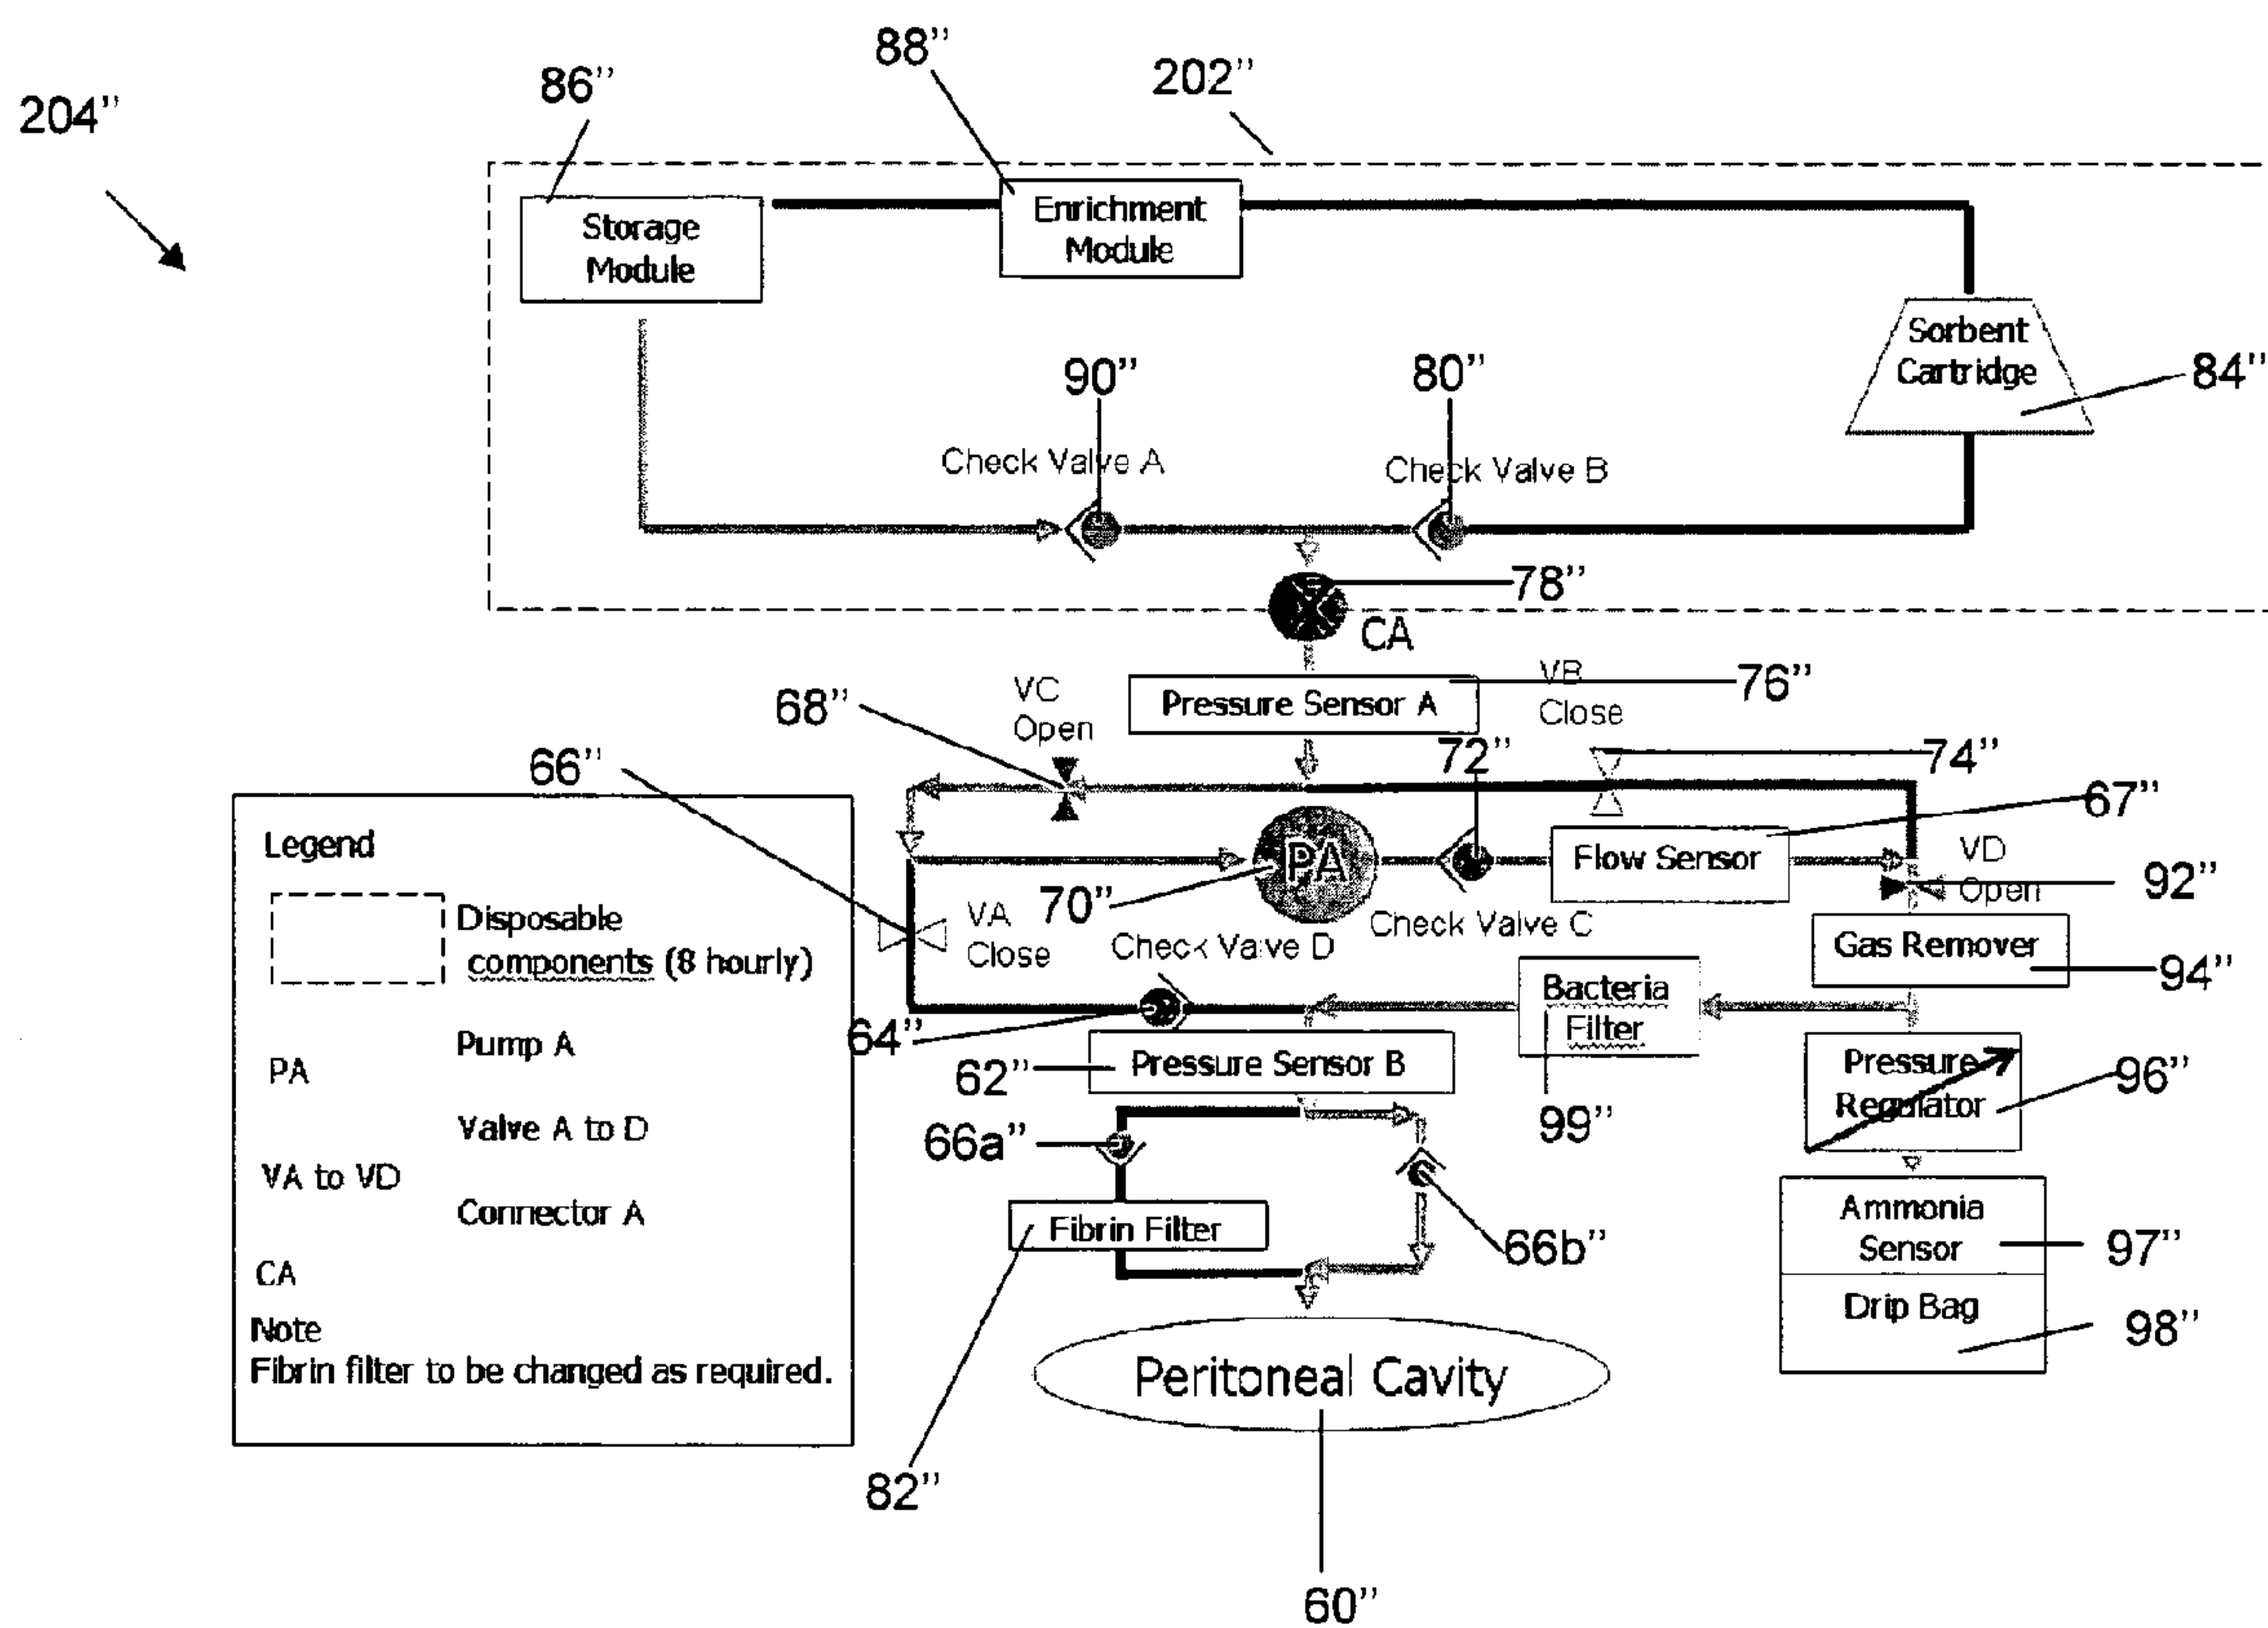 88”
202”
86”
204”
Enrichment
Module
Storage
Module
Sorbent
Cartridge
84”
90”
80”
Check Valve A
Check Valve B
78”
CA
VC
Open
68”
Pressure Sensor A
VB
Close
76”
66”
72”
74”
67”
PA
Flow Sensor
VD
Open
92”
70”
VA
Close
Check Valve D
Check Valve C
Gas Remover
94”
64”
Bacteria
Filter
62”
Pressure Sensor B
Pressure
Regulator
96”
66a”
99”
Fibrin Filter
66b”
Ammonia
Sensor
97”
Drip Bag
98”
Peritoneal Cavity
82”
60”
Legend
Disposable
components (8 hourly)
Pump A
PA
Valve A to D
VA to VD
Connector A
CA
Note
Fibrin filter to be changed as required.